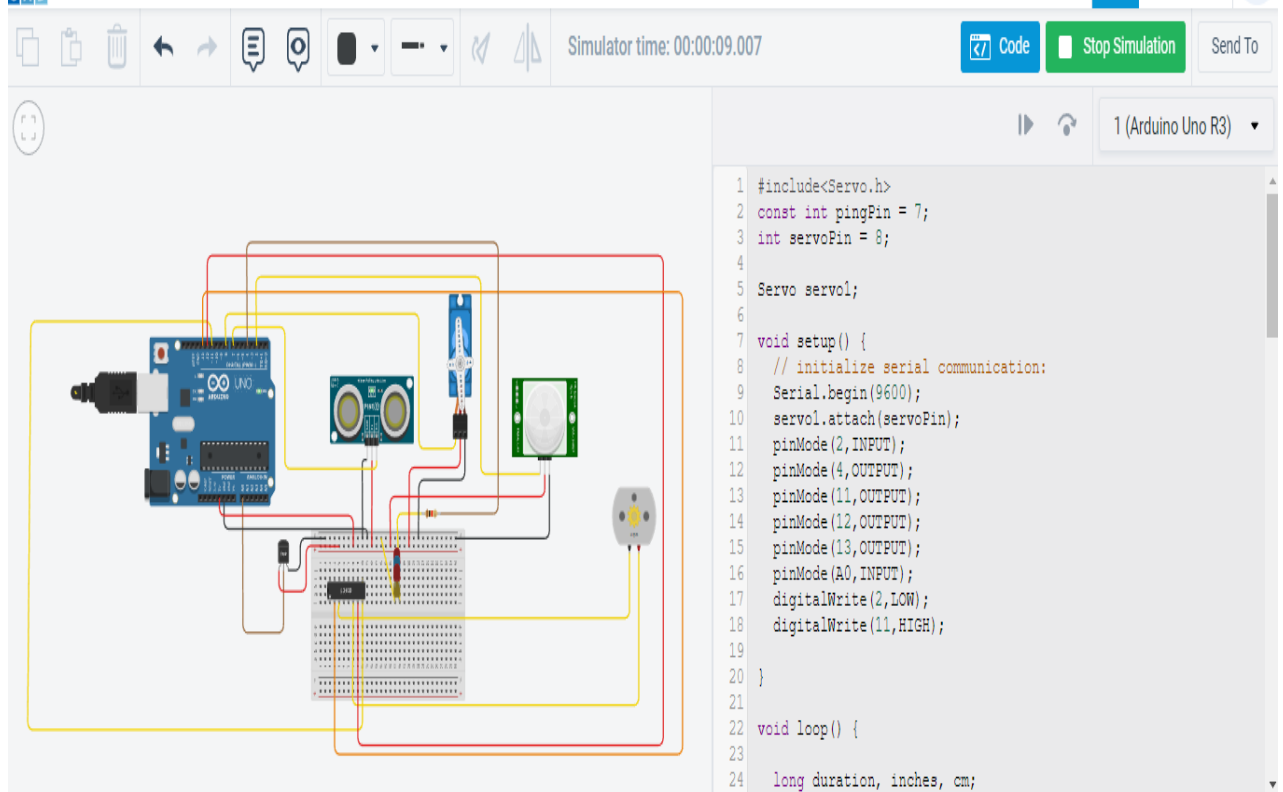 Simulator time: 00:00:09.007
Code
Stop Simulation
Send To
1 (Arduino Uno R3)
UNO
ARDUINO
POWER
ANALOG IN
1 #include<Servo.h>
2 const int pingPin = 7;
3 int servoPin = 8;
4
5 Servo servo1;
6
7 void setup() {
8 // initialize serial communication:
9 Serial.begin(9600);
10 servo1.attach(servoPin);
11 pinMode(2,INPUT);
12 pinMode(4,OUTPUT);
13 pinMode(11,OUTPUT);
14 pinMode(12,OUTPUT);
15 pinMode(13,OUTPUT);
16 pinMode(A0,INPUT);
17 digitalWrite(2,LOW);
18 digitalWrite(11,HIGH);
19
20 }
21
22 void loop() {
23
24 long duration, inches, cm;